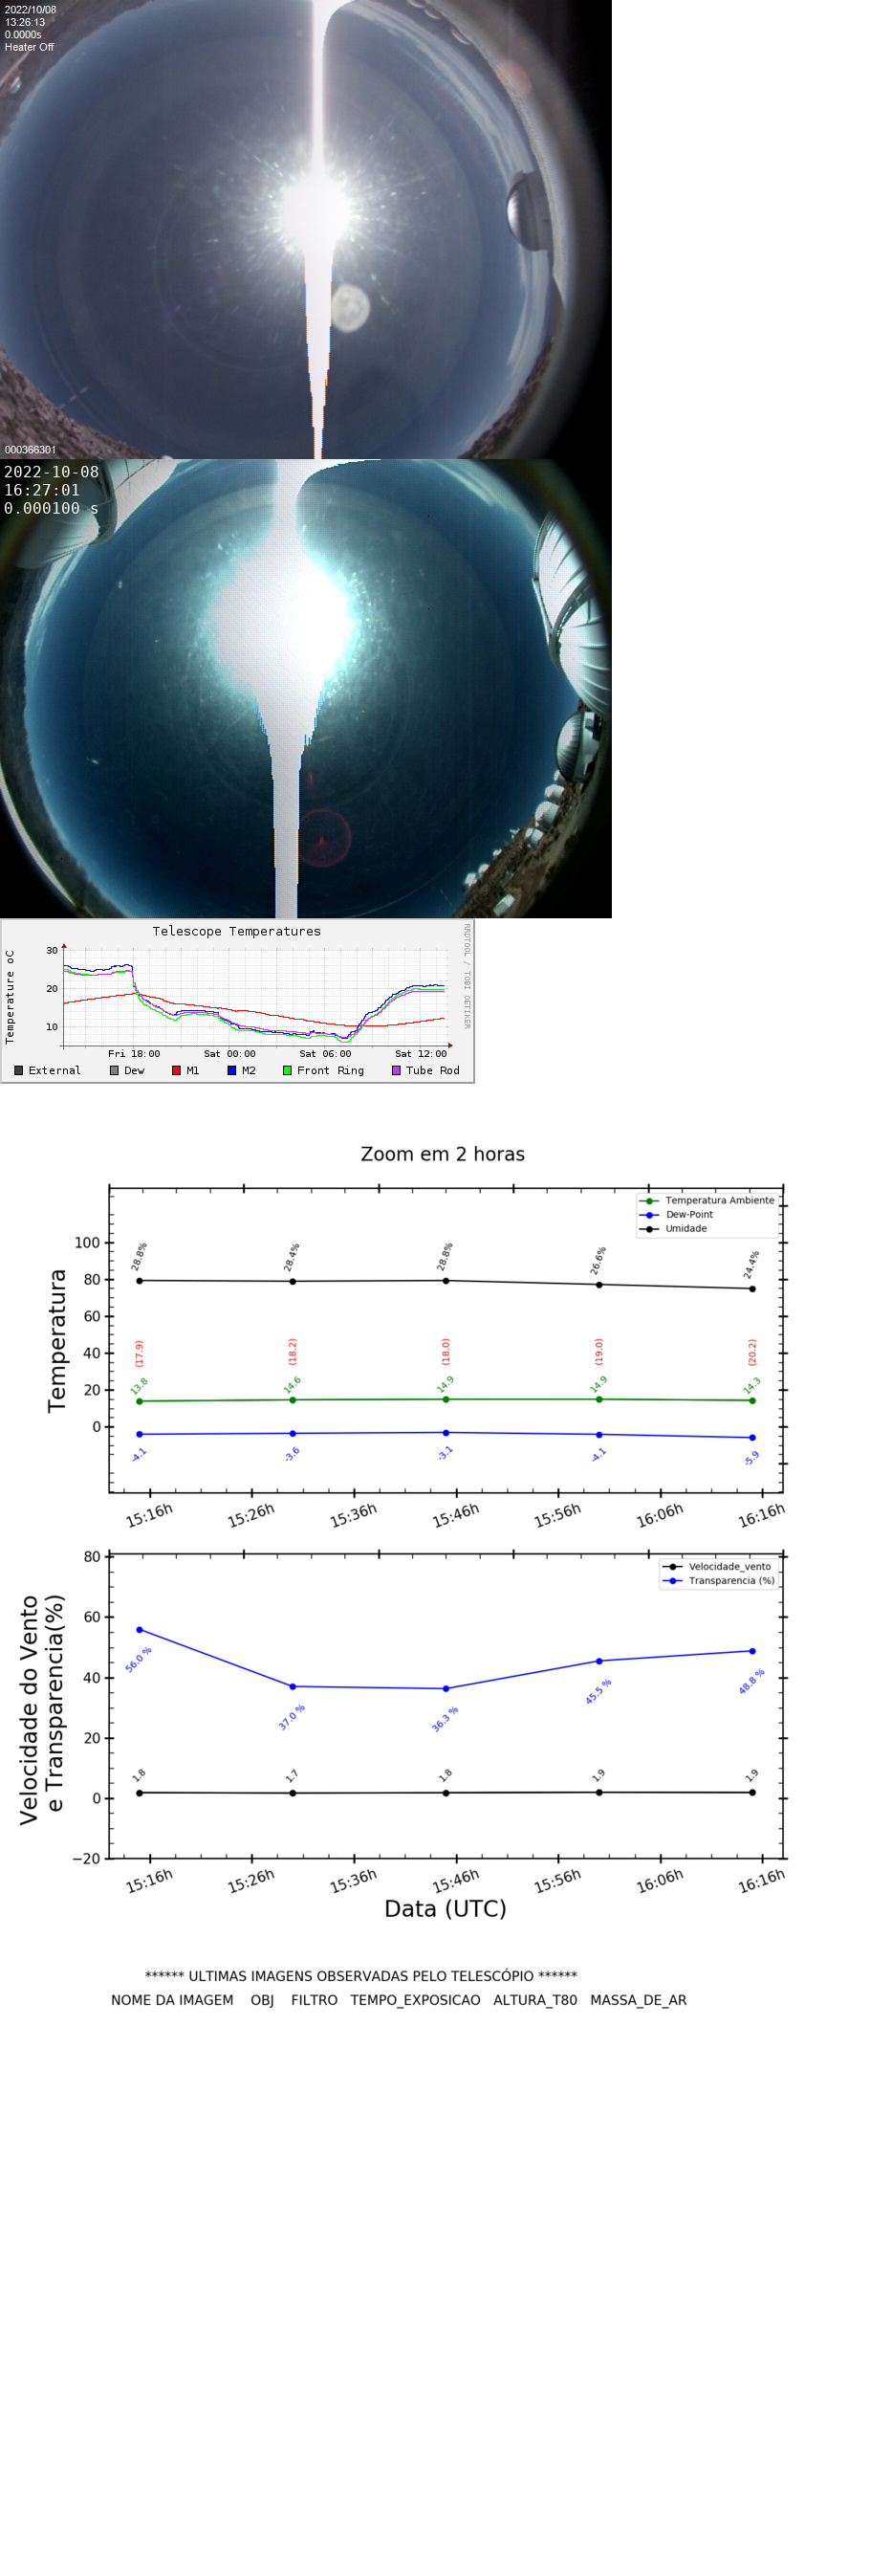 2022/10/08
13:26:13
0.0000s
Heater Off
000366301
2022-10-08
16:27:01
0.000100 s
Telescope Temperatures
RRDTOOL / TOBI OETIKER
Temperature oC
30
20
10
Fri 18:00 Sat 00:00 Sat 06:00 Sat 12:00
External Dew M1 M2 Front Ring Tube Rod
Zoom em 2 horas
Temperatura Ambiente
Dew-Point
Umidade
Temperatura
100
80
60
40
20
0
28.8% 28.4% 28.8% 26.6% 24.4%
(17.9) (18.2) (18.0) (19.0) (20.2)
13.8 14.6 14.9 14.9 14.3
-4.1 -3.6 -3.1 -4.1 -5.9
15:16h 15:26h 15:36h 15:46h 15:56h 16:06h 16:16h
Velocidade_vento
Transparencia (%)
Velocidade do Vento
e Transparencia(%)
80
60
40
20
0
−20
56.0 % 37.0 % 36.3 % 45.5 % 48.8 %
1.8 1.7 1.8 1.9 1.9
15:16h 15:26h 15:36h 15:46h 15:56h 16:06h 16:16h
Data (UTC)
****** ULTIMAS IMAGENS OBSERVADAS PELO TELESCÓPIO ******
NOME DA IMAGEM OBJ FILTRO TEMPO_EXPOSICAO ALTURA_T80 MASSA_DE_AR